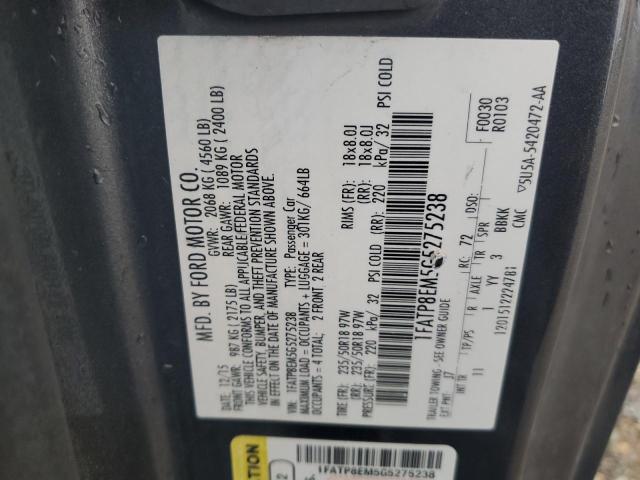 MFD. BY FORD MOTOR CO.
DATE: 12/15
GVWR: 2068 KG ( 4560 LB)
FRONT GAWR: 987 KG ( 2175 LB)
REAR GAWR: 1089 KG ( 2400 LB)
THIS VEHICLE CONFORMS TO ALL APPLICABLE FEDERAL MOTOR
VEHICLE SAFETY, BUMPER, AND THEFT PREVENTION STANDARDS
IN EFFECT ON THE DATE OF MANUFACTURE SHOWN ABOVE.
VIN: 1FATP8EM5G5275238
TYPE: Passenger Car
MAXIMUM LOAD = OCCUPANTS + LUGGAGE = 301KG/ 664LB
OCCUPANTS = 4 TOTAL: 2 FRONT 2 REAR
TIRE (FR): 235/50R18 97W RIMS (FR): 18x8.0J
(RR): 235/50R18 97W (RR): 18x8.0J
PRESSURES (FR): 220 kPa/ 32 PSI COLD (RR): 220 kPa/ 32 PSI COLD
1FATP8EM5G5275238
TRAILER TOWING - SEE OWNER GUIDE
F0030
R0103
EXT PNT: J7 RC: 72 DSO:
INT TR TP/PS R AXLE TR SPR
11 1 YY 3 BBKK
CMC
▽5U5A-5420472-AA
1FATP8EM5G5275238